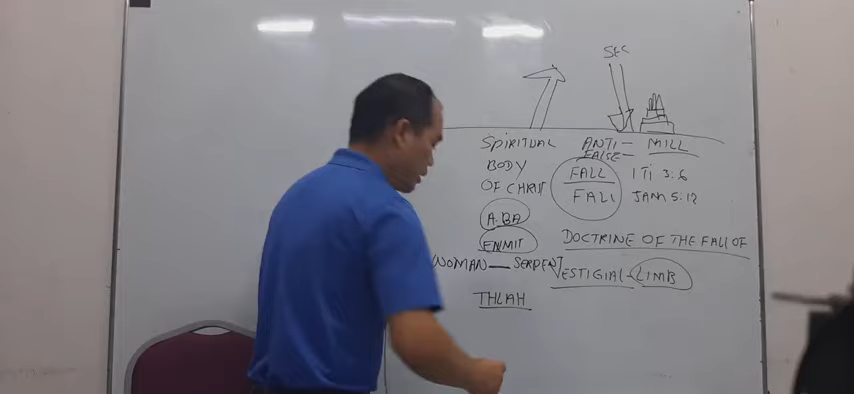 SEC
SPIRITUAL
BODY
OF CHRIST
A.BA
ENMIT
WOMAN — SERPENT
THLAH
ANTI — MILL
FALSE —
FALL 1 TI 3:6
FALL JAM 5:12
DOCTRINE OF THE FALL OF
VESTIGIAL - LIMB